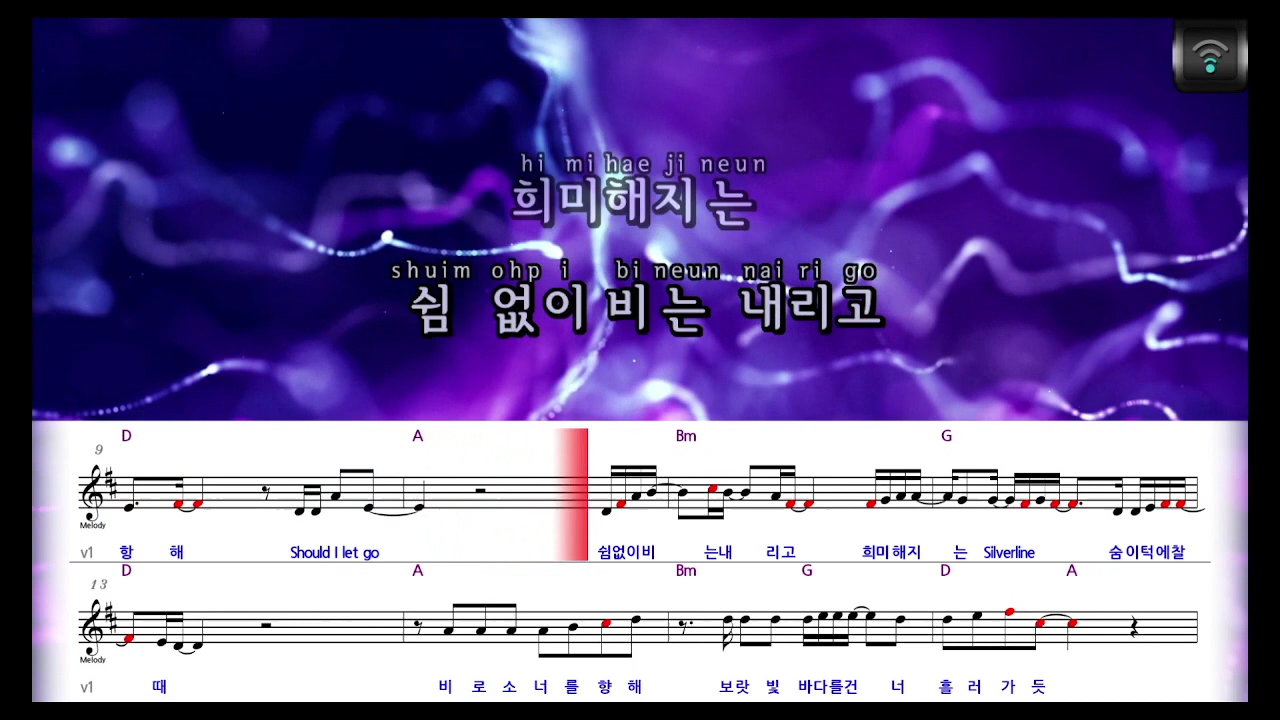 hi mi hae ji neun
희미해지는
shuim ohp i bi neun nai ri go
쉼 없이 비는 내리고
D A Bm G
9
Melody
v1 항 해 Should I let go 쉼없이비 는내 리고 희미해지 는 Silverline 숨이턱에찰
D A Bm G D A
13
Melody
v1 때 비 로 소 너 를 향 해 보랏 빛 바다를건 너 흘 러 가 듯